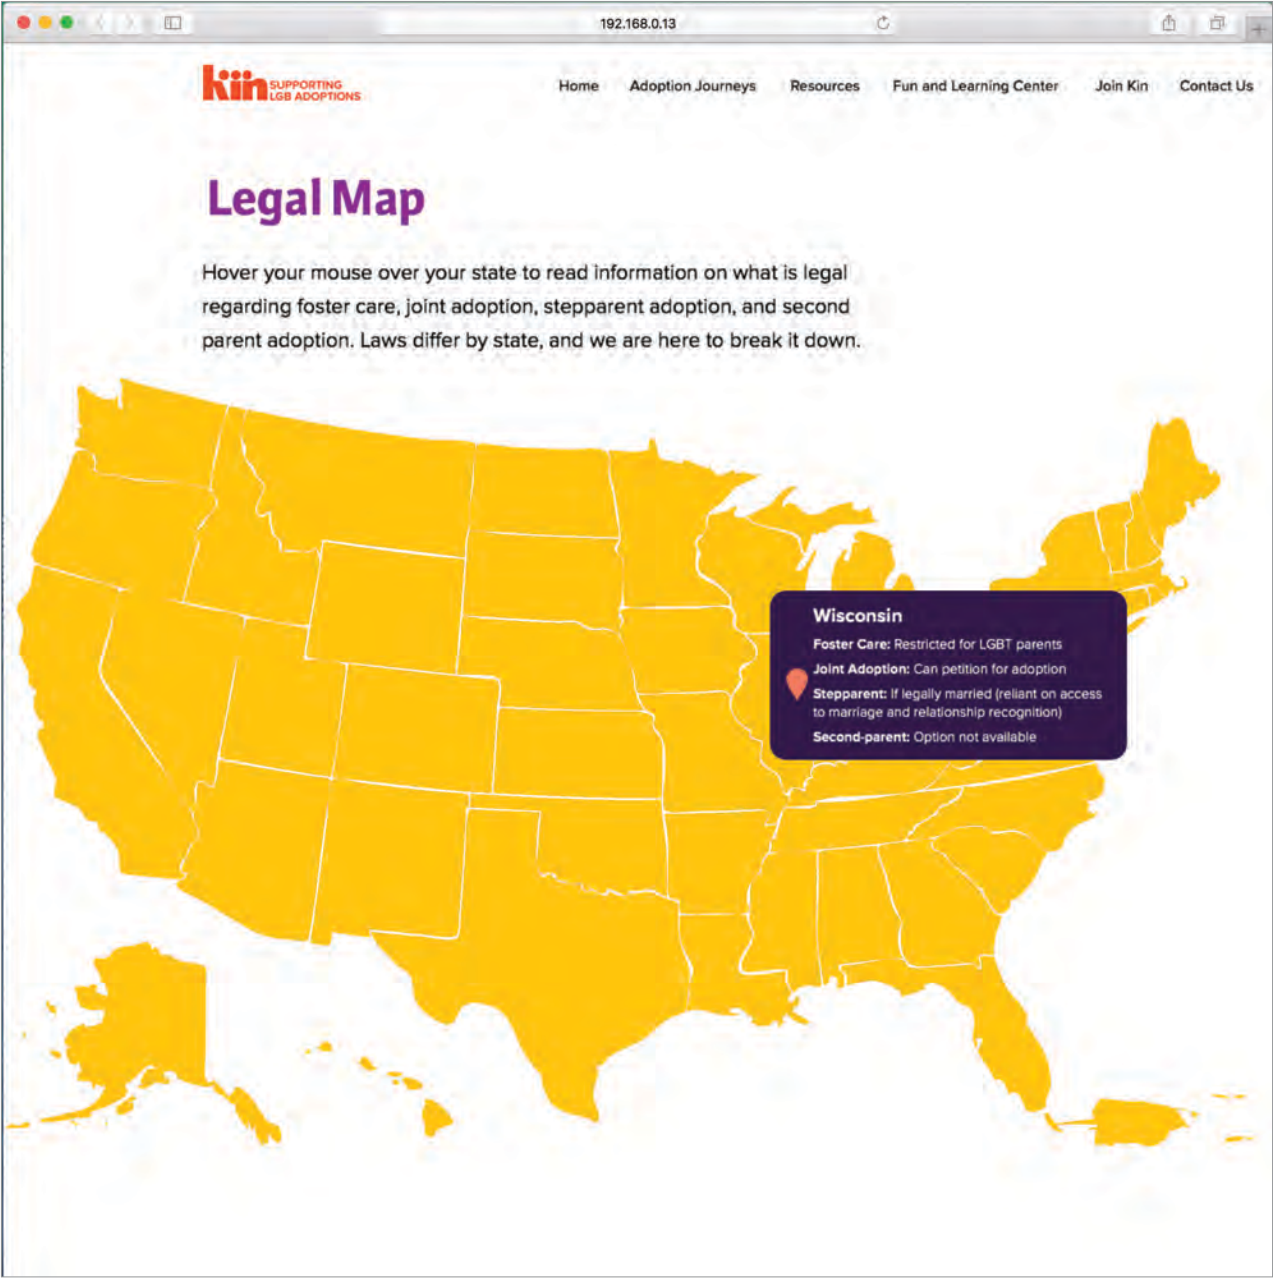 192.168.0.13
kiin SUPPORTING
LGB ADOPTIONS
Home Adoption Journeys Resources Fun and Learning Center Join Kin Contact Us
Legal Map
Hover your mouse over your state to read information on what is legal
regarding foster care, joint adoption, stepparent adoption, and second
parent adoption. Laws differ by state, and we are here to break it down.
Wisconsin
Foster Care: Restricted for LGBT parents
Joint Adoption: Can petition for adoption
Stepparent: If legally married (reliant on access
to marriage and relationship recognition)
Second-parent: Option not available